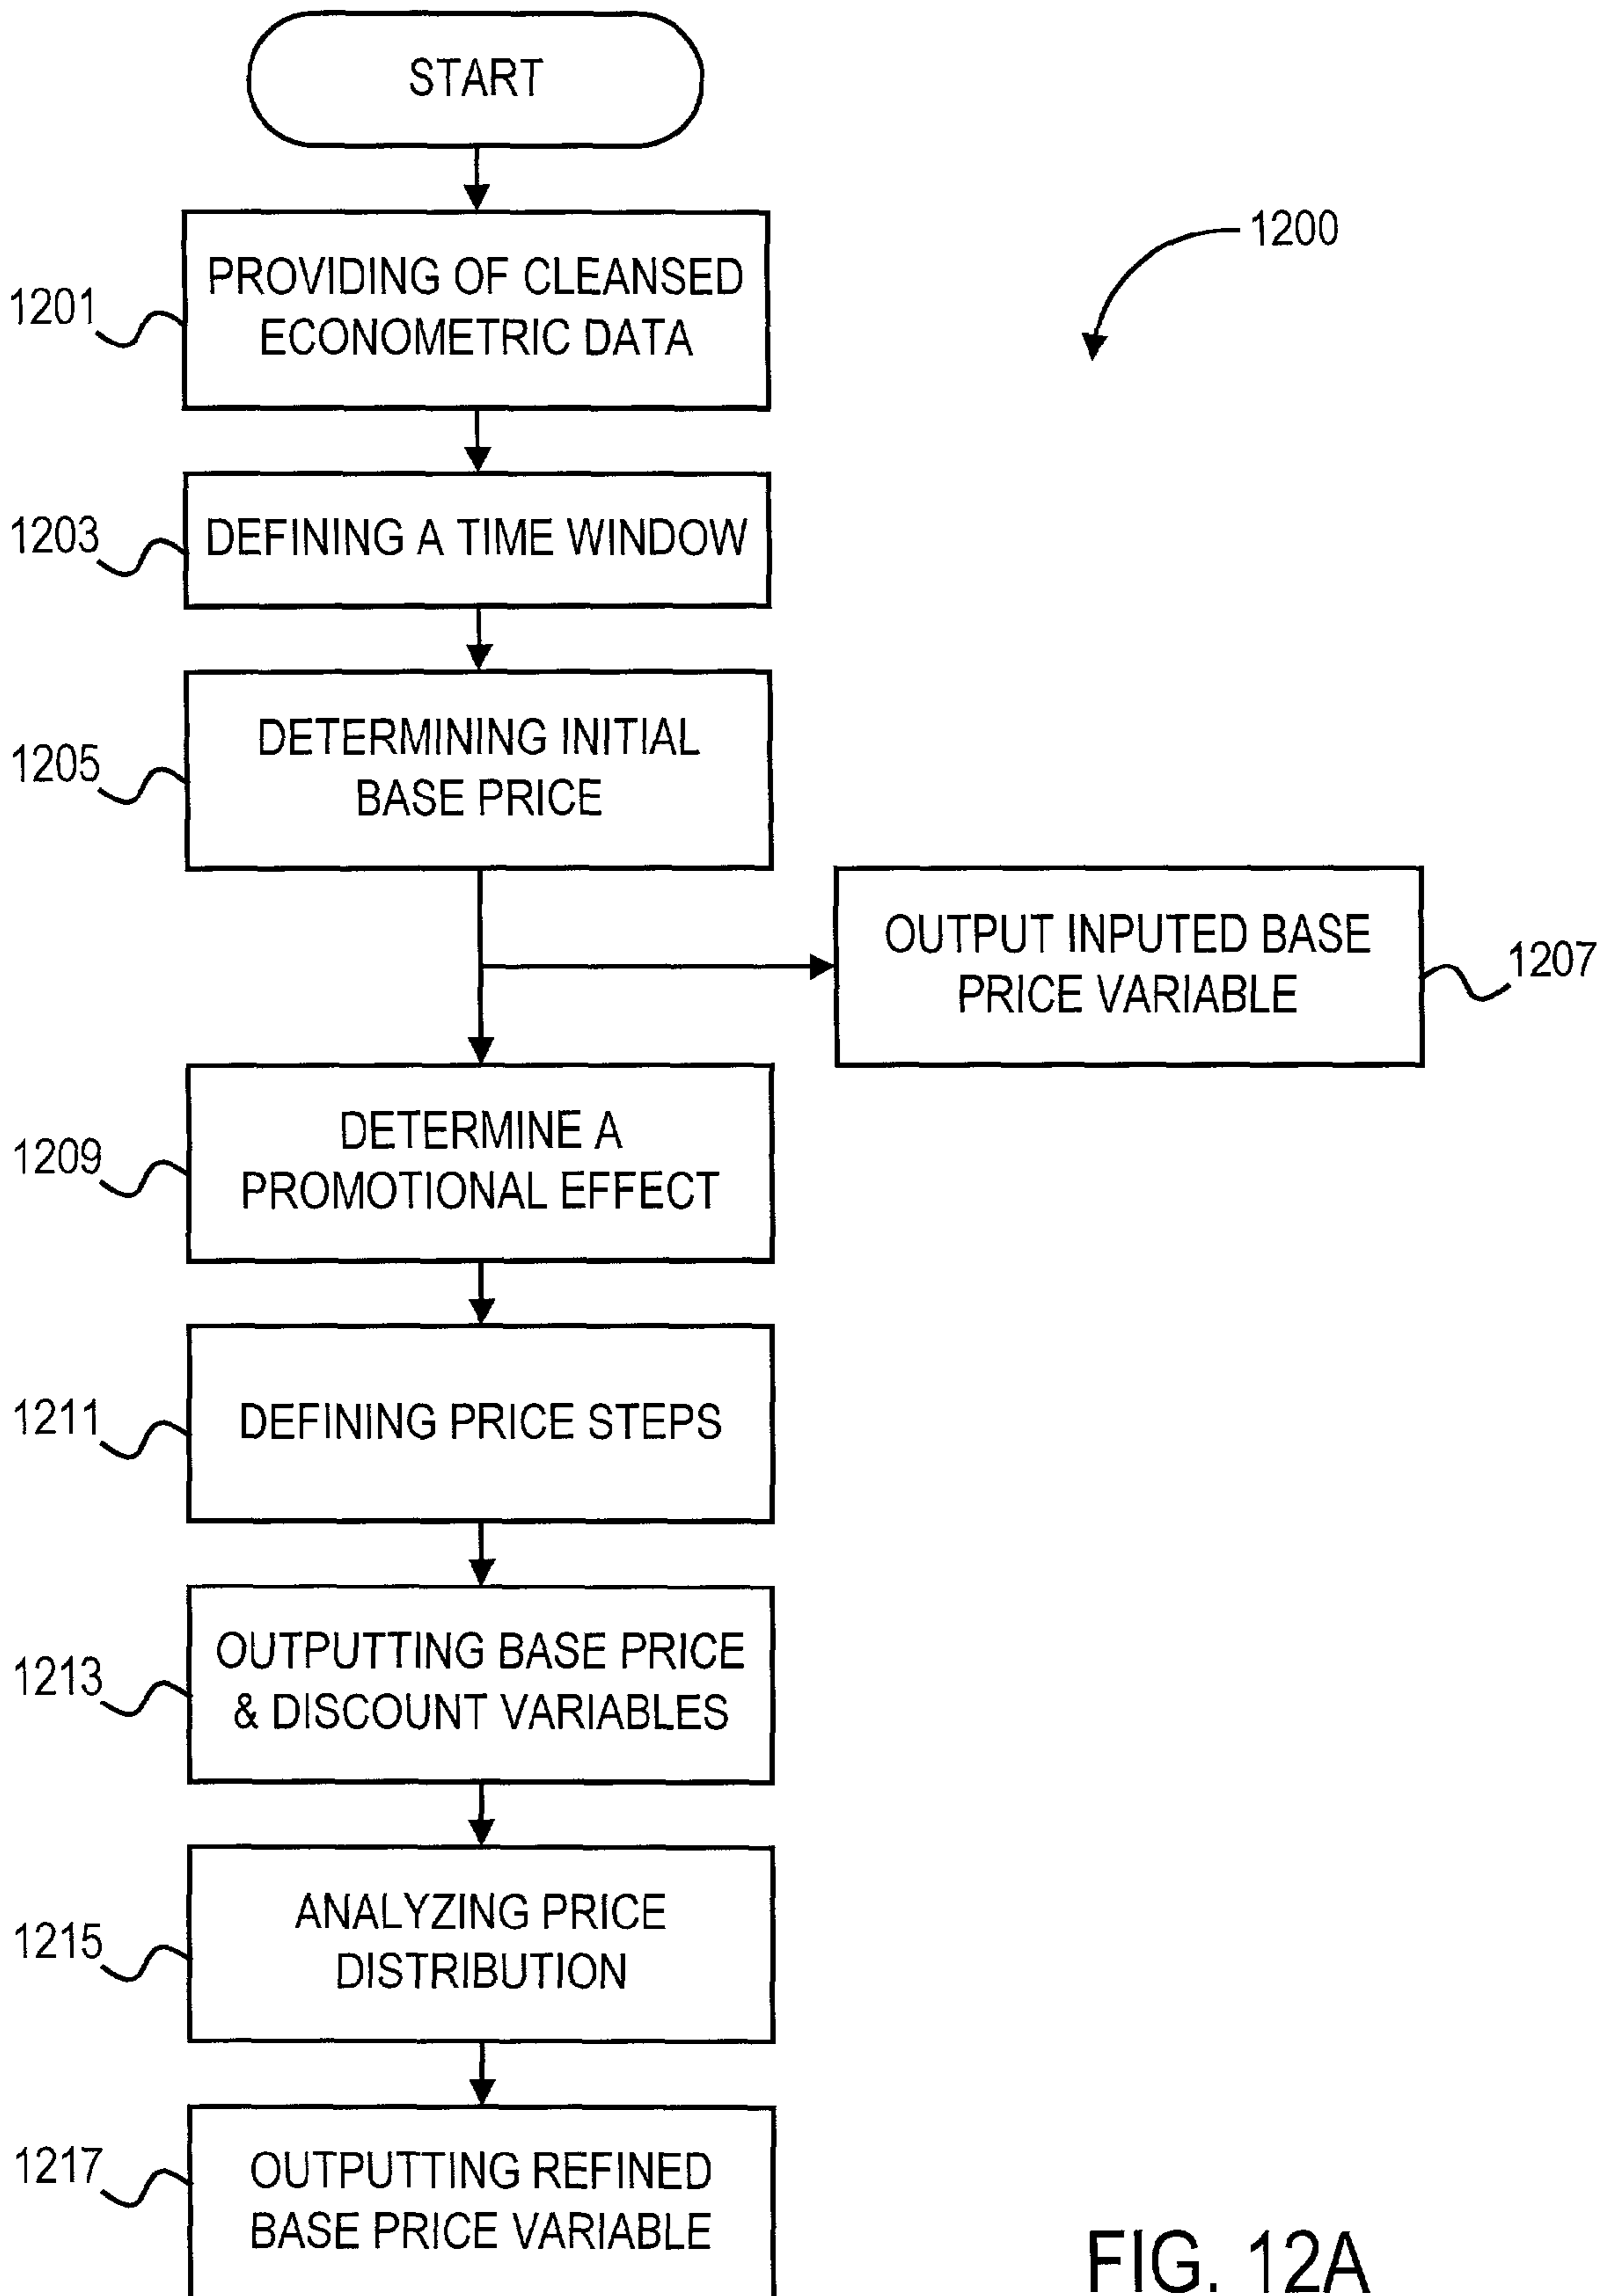 START
1200
1201
PROVIDING OF CLEANSED
ECONOMETRIC DATA
1203
DEFINING A TIME WINDOW
1205
DETERMINING INITIAL
BASE PRICE
OUTPUT INPUTED BASE
PRICE VARIABLE
1207
1209
DETERMINE A
PROMOTIONAL EFFECT
1211
DEFINING PRICE STEPS
1213
OUTPUTTING BASE PRICE
& DISCOUNT VARIABLES
1215
ANALYZING PRICE
DISTRIBUTION
1217
OUTPUTTING REFINED
BASE PRICE VARIABLE
FIG. 12A